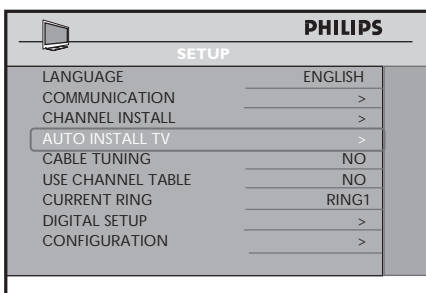 PHILIPS
SETUP
LANGUAGE ENGLISH
COMMUNICATION >
CHANNEL INSTALL >
AUTO INSTALL TV >
CABLE TUNING NO
USE CHANNEL TABLE NO
CURRENT RING RING1
DIGITAL SETUP >
CONFIGURATION >